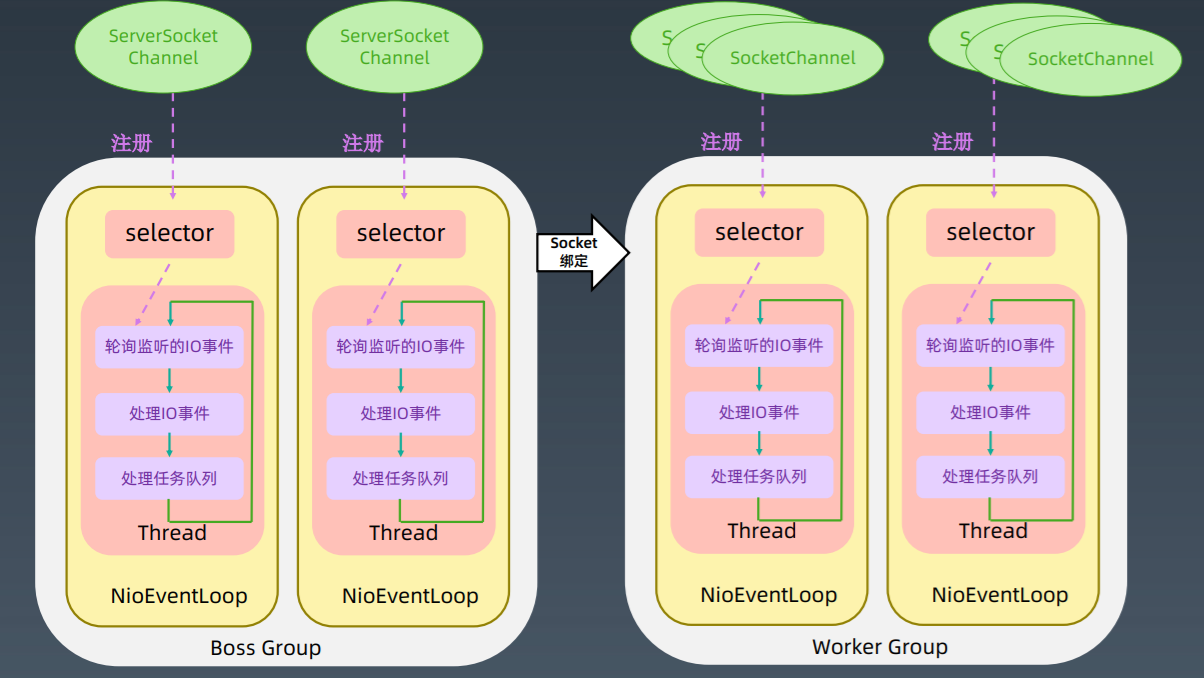 ServerSocket
Channel
ServerSocket
Channel
S
S
SocketChannel
S
S
SocketChannel
注册
注册
注册
注册
selector
selector
selector
selector
Socket
绑定
轮询监听的IO事件
轮询监听的IO事件
轮询监听的IO事件
轮询监听的IO事件
处理IO事件
处理IO事件
处理IO事件
处理IO事件
处理任务队列
处理任务队列
处理任务队列
处理任务队列
Thread
Thread
Thread
Thread
NioEventLoop
NioEventLoop
NioEventLoop
NioEventLoop
Boss Group
Worker Group